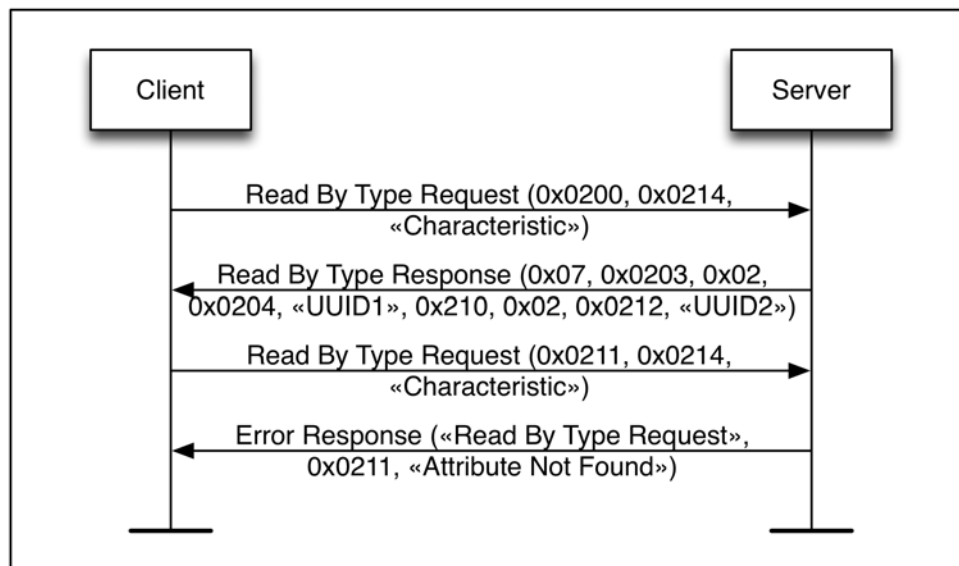 Client
Server
Read By Type Request (0x0200, 0x0214,
«Characteristic»)
Read By Type Response (0x07, 0x0203, 0x02,
0x0204, «UUID1», 0x210, 0x02, 0x0212, «UUID2»)
Read By Type Request (0x0211, 0x0214,
«Characteristic»)
Error Response («Read By Type Request»,
0x0211, «Attribute Not Found»)